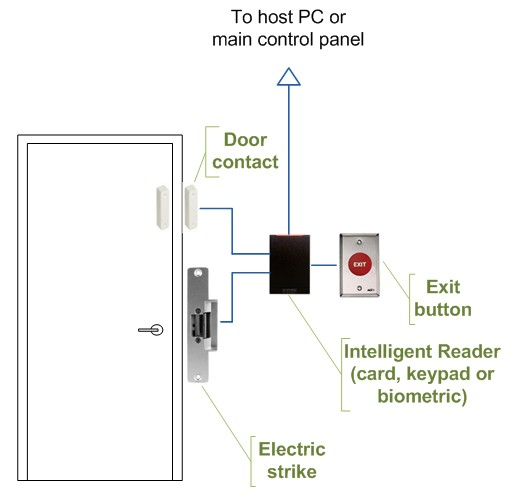 To host PC or
main control panel
Door
contact
EXIT
Exit
button
Intelligent Reader
(card, keypad or
biometric)
Electric
strike